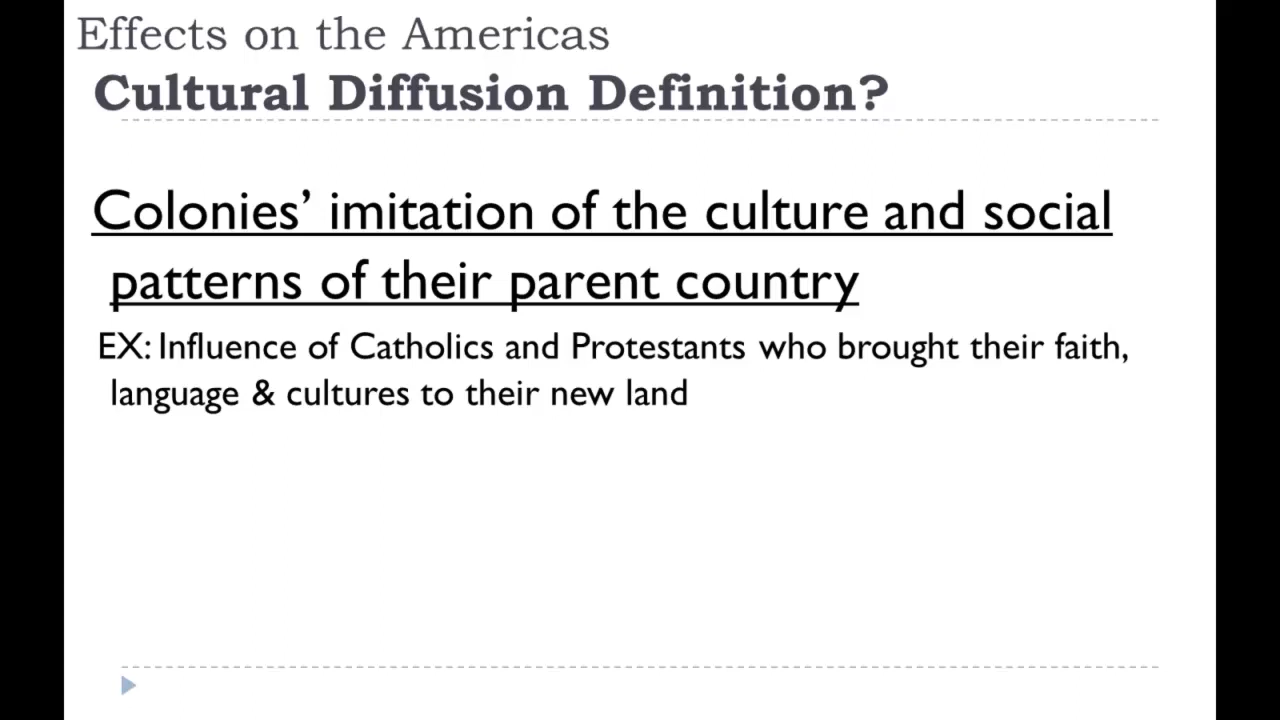 Effects on the Americas
Cultural Diffusion Definition?
Colonies’ imitation of the culture and social
patterns of their parent country
EX: Influence of Catholics and Protestants who brought their faith,
language & cultures to their new land